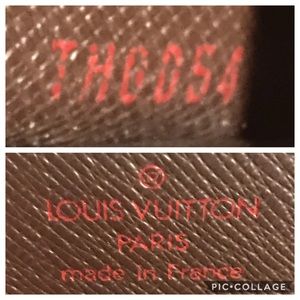 TH0054
LOUIS VUITTON
PARIS
made in France
PIC•COLLAGE